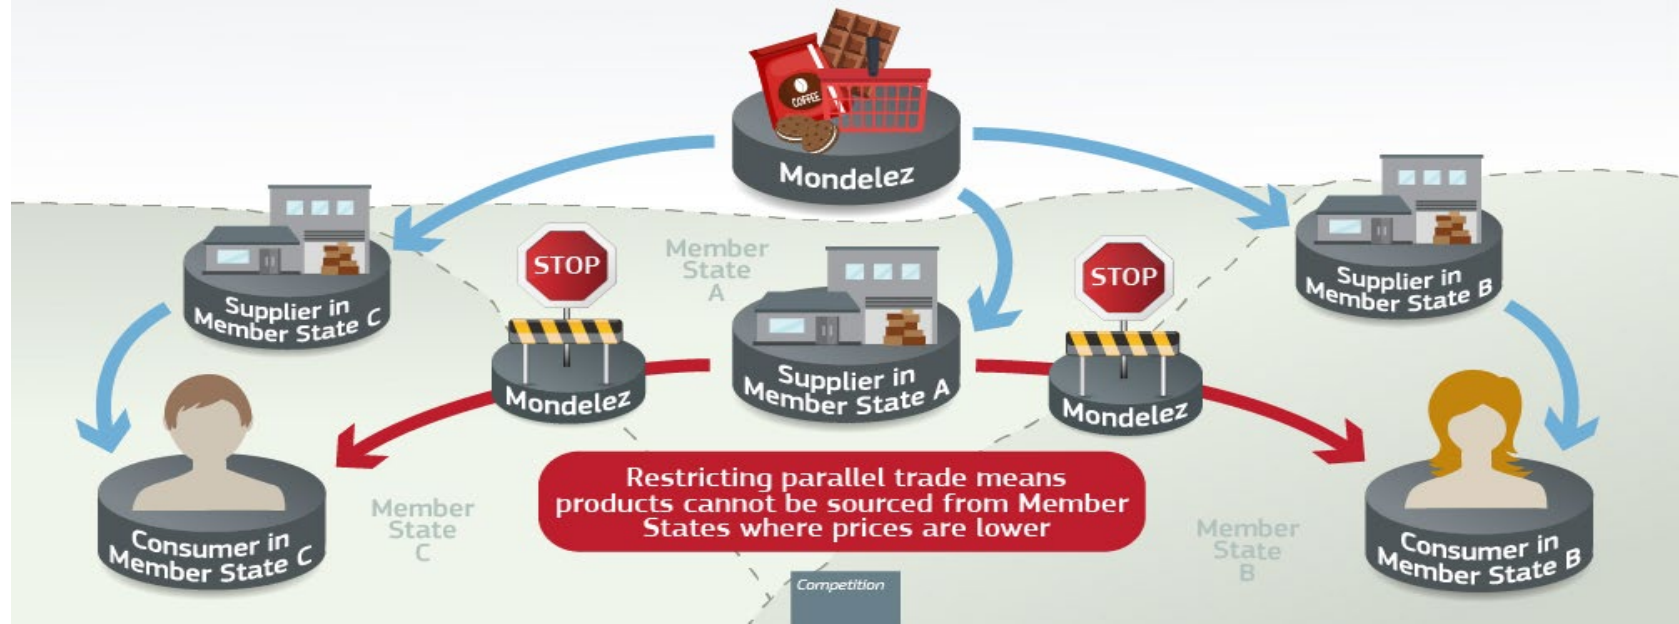 COFFEE
Mondelez
Supplier in
Member State C
STOP
Member
State
A
Supplier in
Member State A
STOP
Supplier in
Member State B
Mondelez
Mondelez
Restricting parallel trade means
products cannot be sourced from Member
States where prices are lower
Consumer in
Member State C
Member
State
C
Member
State
B
Consumer in
Member State B
Competition